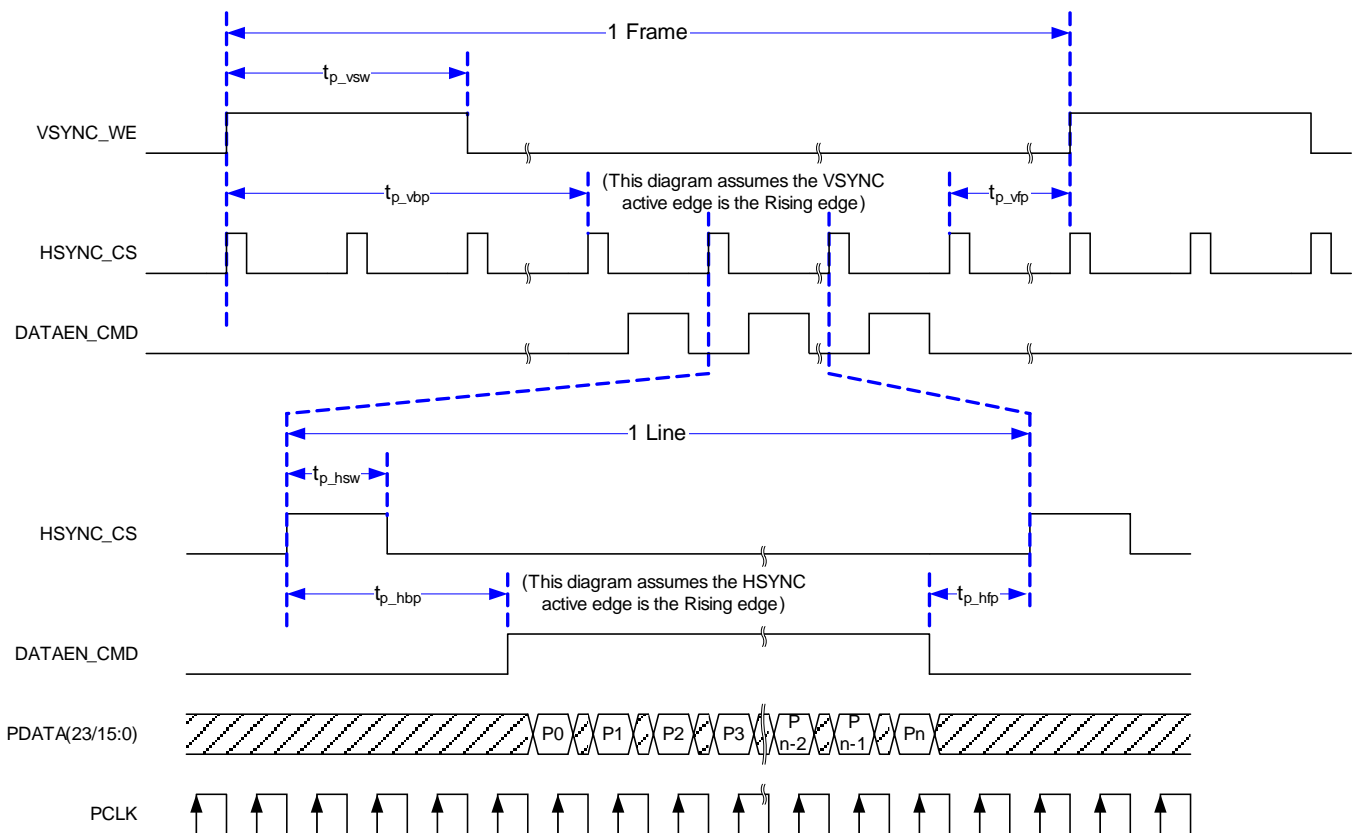 1 Frame
tp_vsw
VSYNC_WE
tp_vbp
(This diagram assumes the VSYNC
active edge is the Rising edge)
tp_vfp
HSYNC_CS
DATAEN_CMD
1 Line
tp_hsw
HSYNC_CS
tp_hbp
(This diagram assumes the HSYNC
active edge is the Rising edge)
tp_hfp
DATAEN_CMD
PDATA(23/15:0)
P0
P1
P2
P3
P
n-2
P
n-1
Pn
PCLK